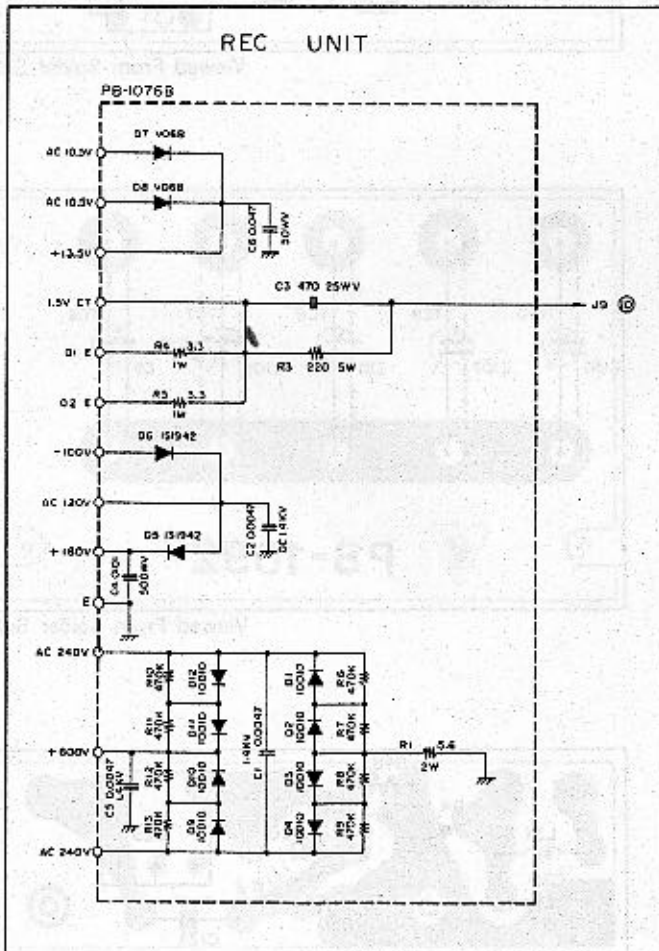 REC UNIT
PB-1076B
D7 V06B
AC 10.5V
D8 V06B
AC 10.5V
C6 0.047
50WV
+13.5V
C3 470 25WV
1.5V CT
J9 10
R4 3.3
1W
Q1 E
R3 220 5W
R5 3.3
1W
Q2 E
D6 1S1942
-100V
AC 120V
C2 0.0047
DC 1.4KV
D5 1S1942
+160V
C4 0.01
500WV
E
AC 240V
R10
470K
D12
10D10
D1
10D10
R6
470K
R11
470K
D11
10D10
C1 0.0047
1.4KV
D2
10D10
R7
470K
R1 5.6
2W
+600V
C5 0.0047
1.4KV
R12
470K
D10
10D10
D3
10D10
R8
470K
R13
470K
D9
10D10
D4
10D10
R9
470K
AC 240V